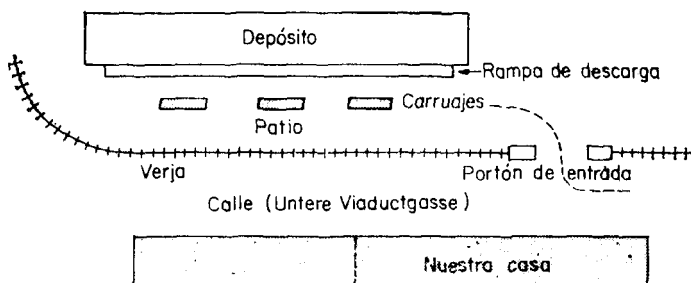 Depósito
Rampa de descarga
Carruajes
Patio
Verja
Portón de entrada
Calle (Untere Viaductgasse)
Nuestra casa